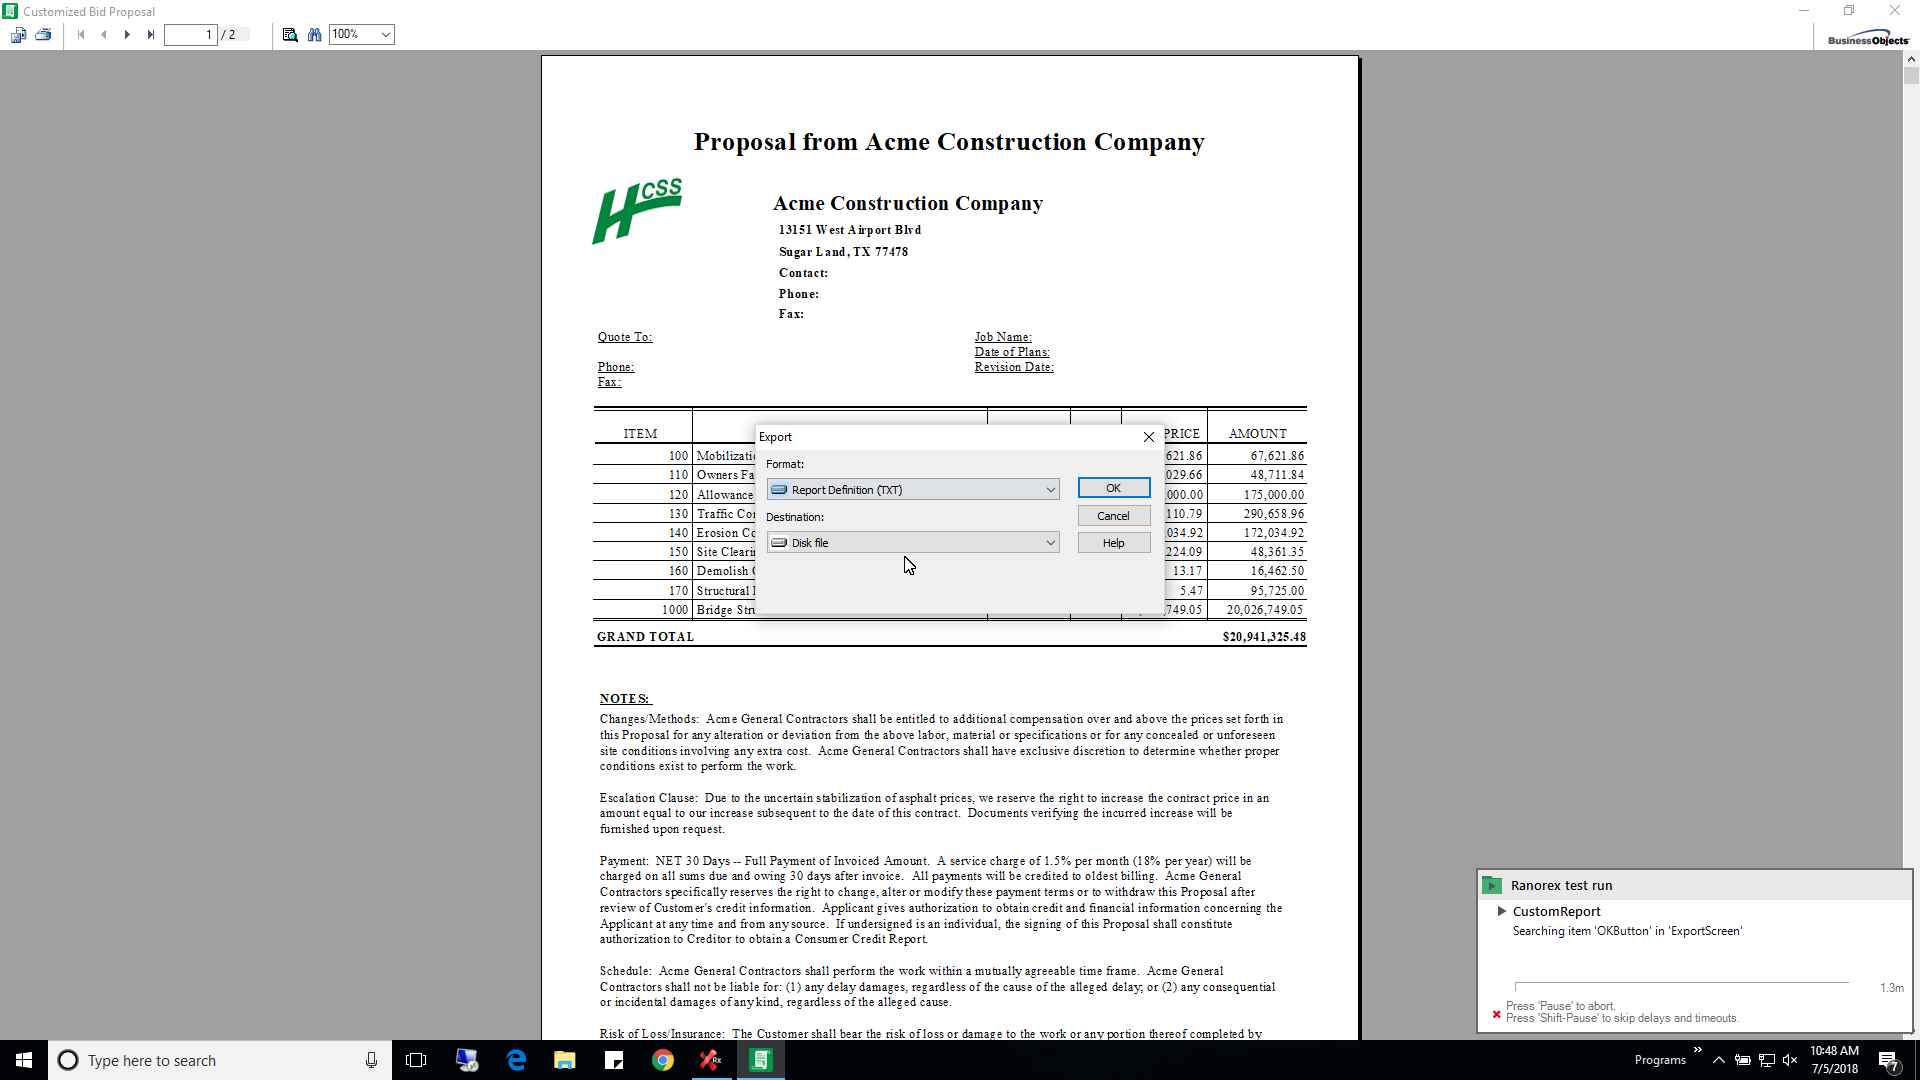 Customized Bid Proposal
1 / 2
100%
BusinessObjects
Proposal from Acme Construction Company
HCSS
Acme Construction Company
13151 West Airport Blvd
Sugar Land, TX 77478
Contact:
Phone:
Fax:
Quote To:
Job Name:
Date of Plans:
Phone:
Revision Date:
Fax:
ITEM PRICE AMOUNT
100 Mobilizati 621.86 67,621.86
110 Owners Fa 029.66 48,711.84
120 Allowance 000.00 175,000.00
130 Traffic Co 110.79 290,658.96
140 Erosion Co 034.92 172,034.92
150 Site Cleari 224.09 48,361.35
160 Demolish 13.17 16,462.50
170 Structural 5.47 95,725.00
1000 Bridge Stru 749.05 20,026,749.05
GRAND TOTAL $20,941,325.48
Export
Format:
Report Definition (TXT)
OK
Destination:
Cancel
Disk file
Help
NOTES:
Changes/Methods: Acme General Contractors shall be entitled to additional compensation over and above the prices set forth in
this Proposal for any alteration or deviation from the above labor, material or specifications or for any concealed or unforeseen
site conditions involving any extra cost. Acme General Contractors shall have exclusive discretion to determine whether proper
conditions exist to perform the work.
Escalation Clause: Due to the uncertain stabilization of asphalt prices, we reserve the right to increase the contract price in an
amount equal to our increase subsequent to the date of this contract. Documents verifying the incurred increase will be
furnished upon request.
Payment: NET 30 Days -- Full Payment of Invoiced Amount. A service charge of 1.5% per month (18% per year) will be
charged on all sums due and owing 30 days after invoice. All payments will be credited to oldest billing. Acme General
Contractors specifically reserves the right to change, alter or modify these payment terms or to withdraw this Proposal after
review of Customer's credit information. Applicant gives authorization to obtain credit and financial information concerning the
Applicant at any time and from any source. If undersigned is an individual, the signing of this Proposal shall constitute
authorization to Creditor to obtain a Consumer Credit Report.
Schedule: Acme General Contractors shall perform the work within a mutually agreeable time frame. Acme General
Contractors shall not be liable for: (1) any delay damages, regardless of the cause of the alleged delay; or (2) any consequential
or incidental damages of any kind, regardless of the alleged cause.
Risk of Loss/Insurance: The Customer shall bear the risk of loss or damage to the work or any portion thereof completed by
Ranorex test run
CustomReport
Searching item 'OKButton' in 'ExportScreen'
1.3m
Press 'Pause' to abort.
Press 'Shift-Pause' to skip delays and timeouts.
Type here to search
Rx
Programs
10:48 AM
7/5/2018
7